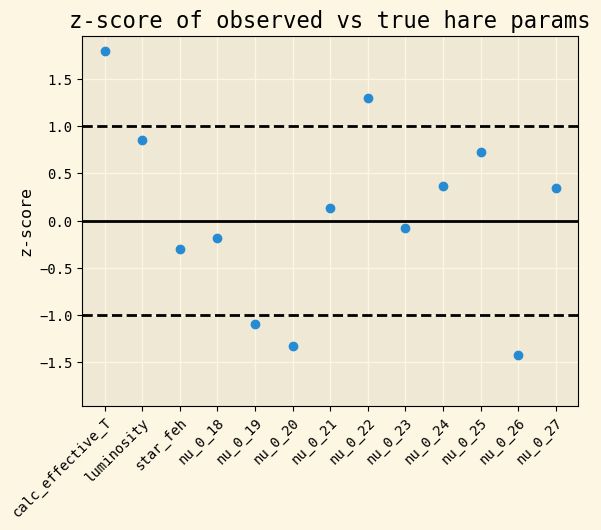 z-score of observed vs true hare params
z-score
1.5
1.0
0.5
0.0
−0.5
−1.0
−1.5
calc_effective_T
luminosity
star_feh
nu_0_18
nu_0_19
nu_0_20
nu_0_21
nu_0_22
nu_0_23
nu_0_24
nu_0_25
nu_0_26
nu_0_27